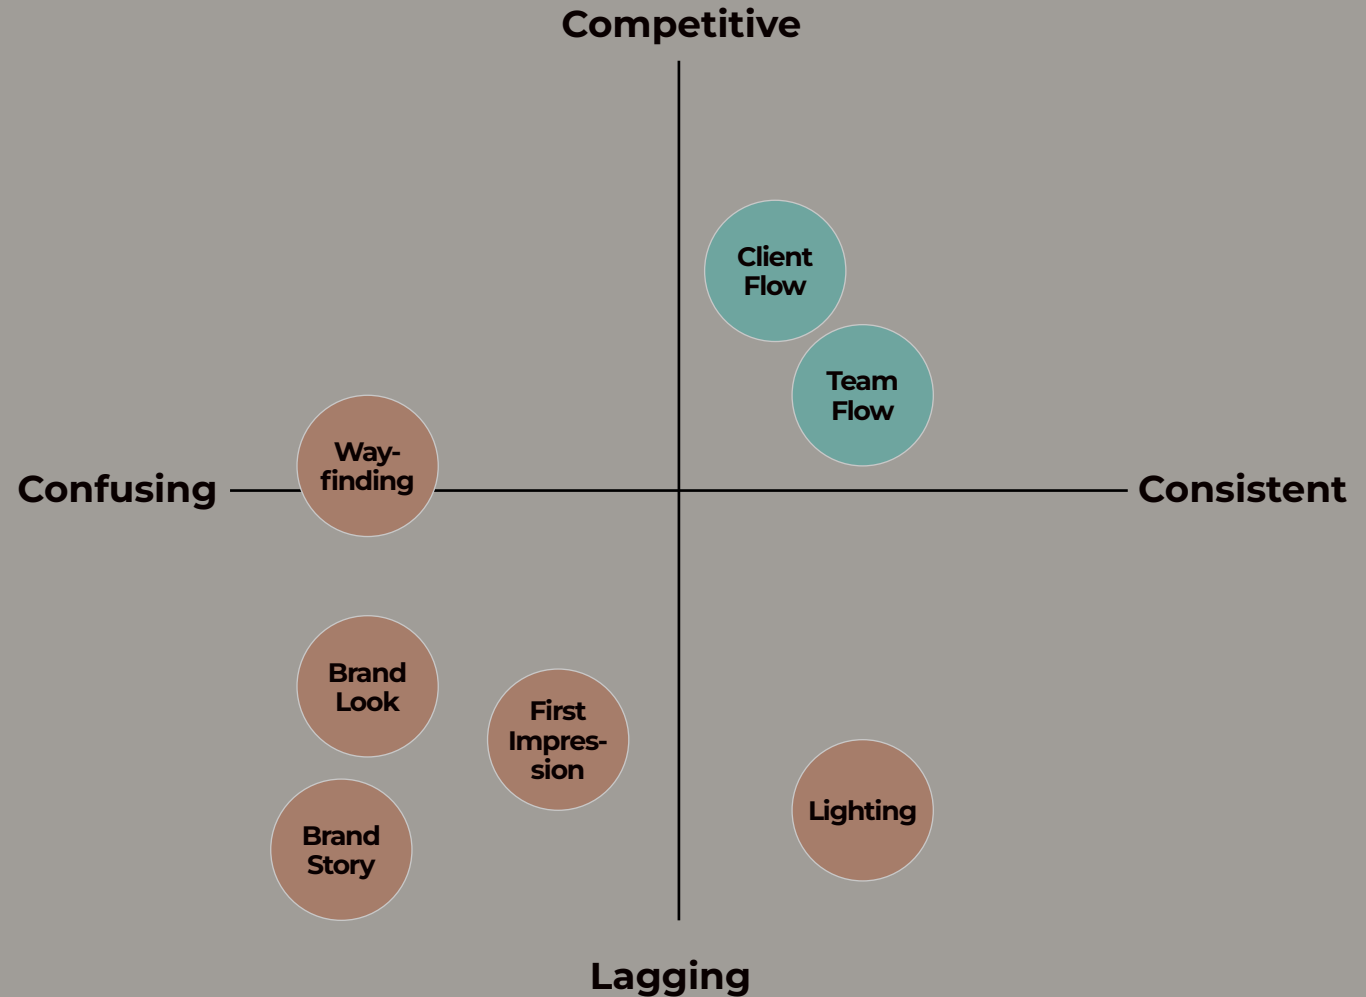 Competitive
Client
Flow
Team
Flow
Way-
finding
Confusing
Consistent
Brand
Look
First
Impres-
sion
Lighting
Brand
Story
Lagging